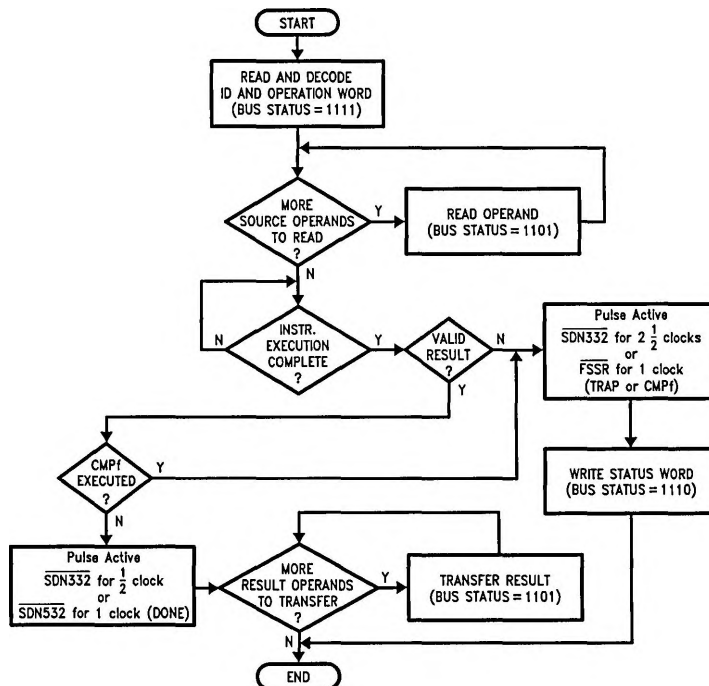 START
READ AND DECODE
ID AND OPERATION WORD
(BUS STATUS = 1111)
MORE
SOURCE OPERANDS
TO READ
?
Y
READ OPERAND
(BUS STATUS = 1101)
N
INSTR.
EXECUTION
COMPLETE
?
N
Y
VALID
RESULT
?
N
Y
Pulse Active
SDN332 for 2 1/2 clocks
or
FSSR for 1 clock
(TRAP or CMPf)
CMPf
EXECUTED
?
Y
N
WRITE STATUS WORD
(BUS STATUS = 1110)
Pulse Active
SDN332 for 1/2 clock
or
SDN532 for 1 clock (DONE)
MORE
RESULT OPERANDS
TO TRANSFER
?
Y
TRANSFER RESULT
(BUS STATUS = 1101)
N
END